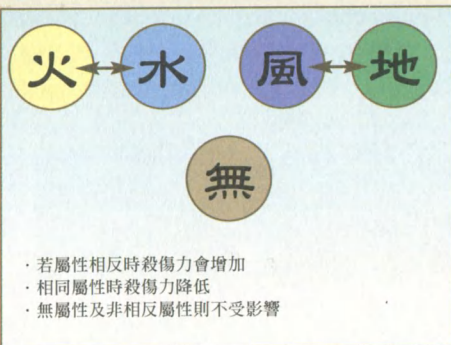 火 水 風 地
無
·若屬性相反時殺傷力會增加
·相同屬性時殺傷力降低
·無屬性及非相反屬性則不受影響